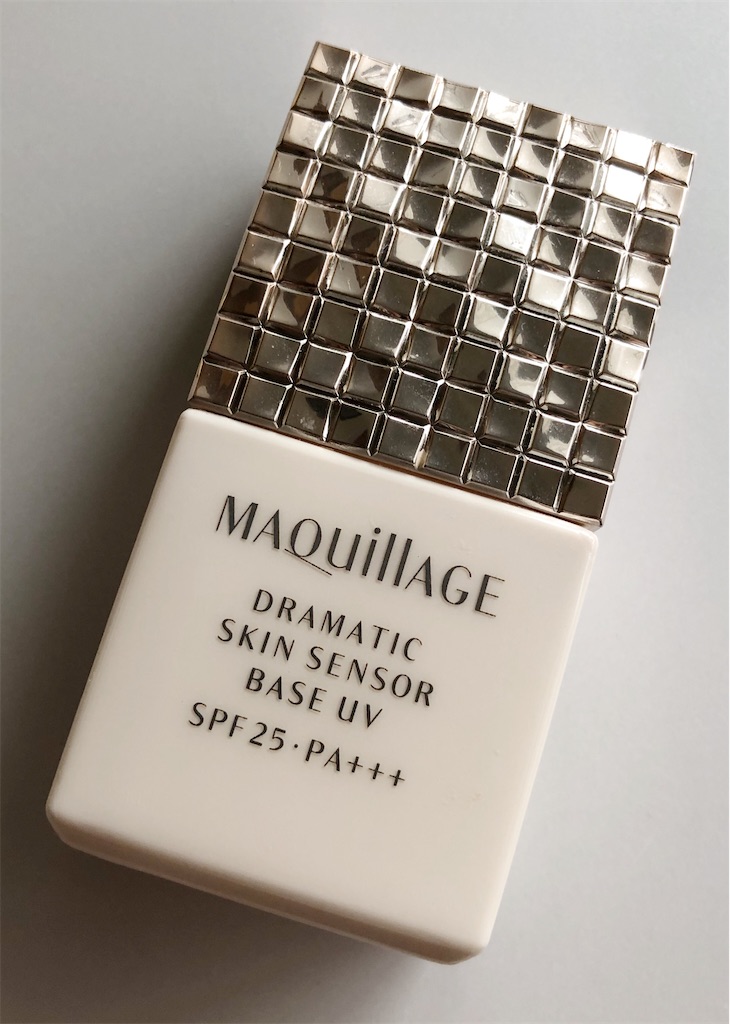 MAQuillAGE
DRAMATIC
SKIN SENSOR
BASE UV
SPF25·PA+++